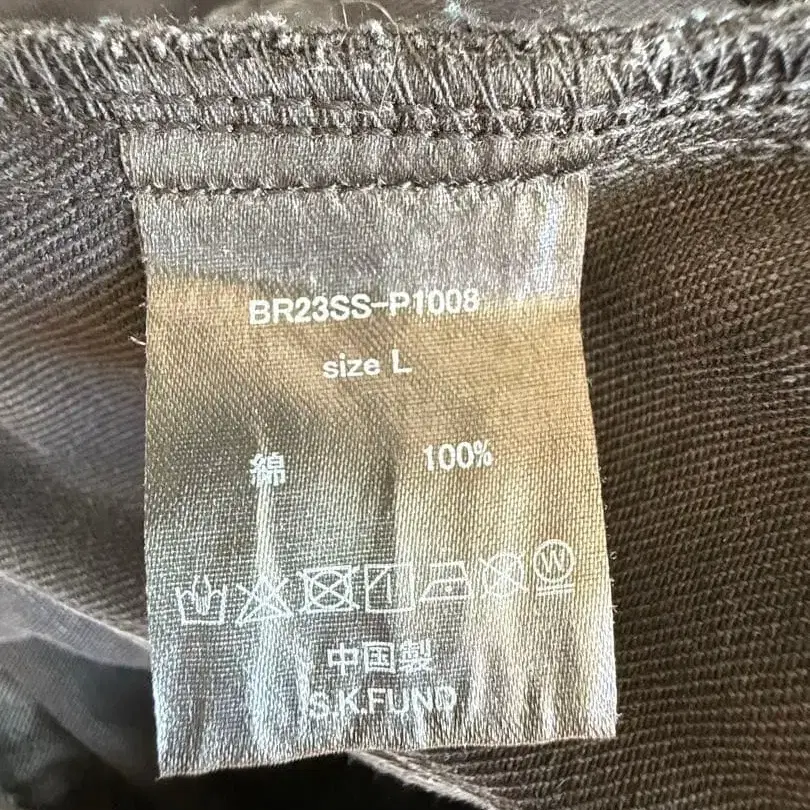 BR23SS-P1008
size L
綿 100%
W
中国製
S.K.FUND